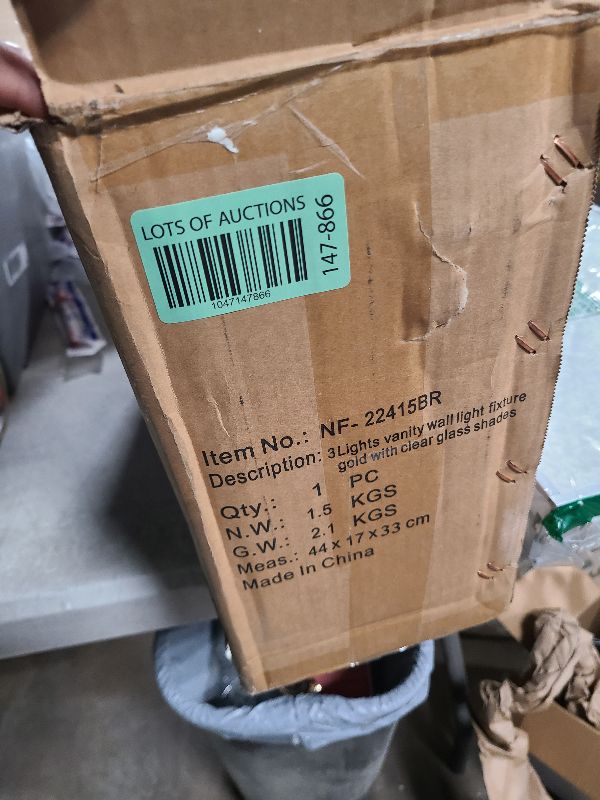 LOTS OF AUCTIONS
147-866
1047147866
Item No.: NF- 22415BR
Description: 3Lights vanity wall light fixture
gold with clear glass shades
Qty.: 1 PC
N.W.: 1.5 KGS
G.W.: 2.1 KGS
Meas.: 44 x 17 x 33 cm
Made In China